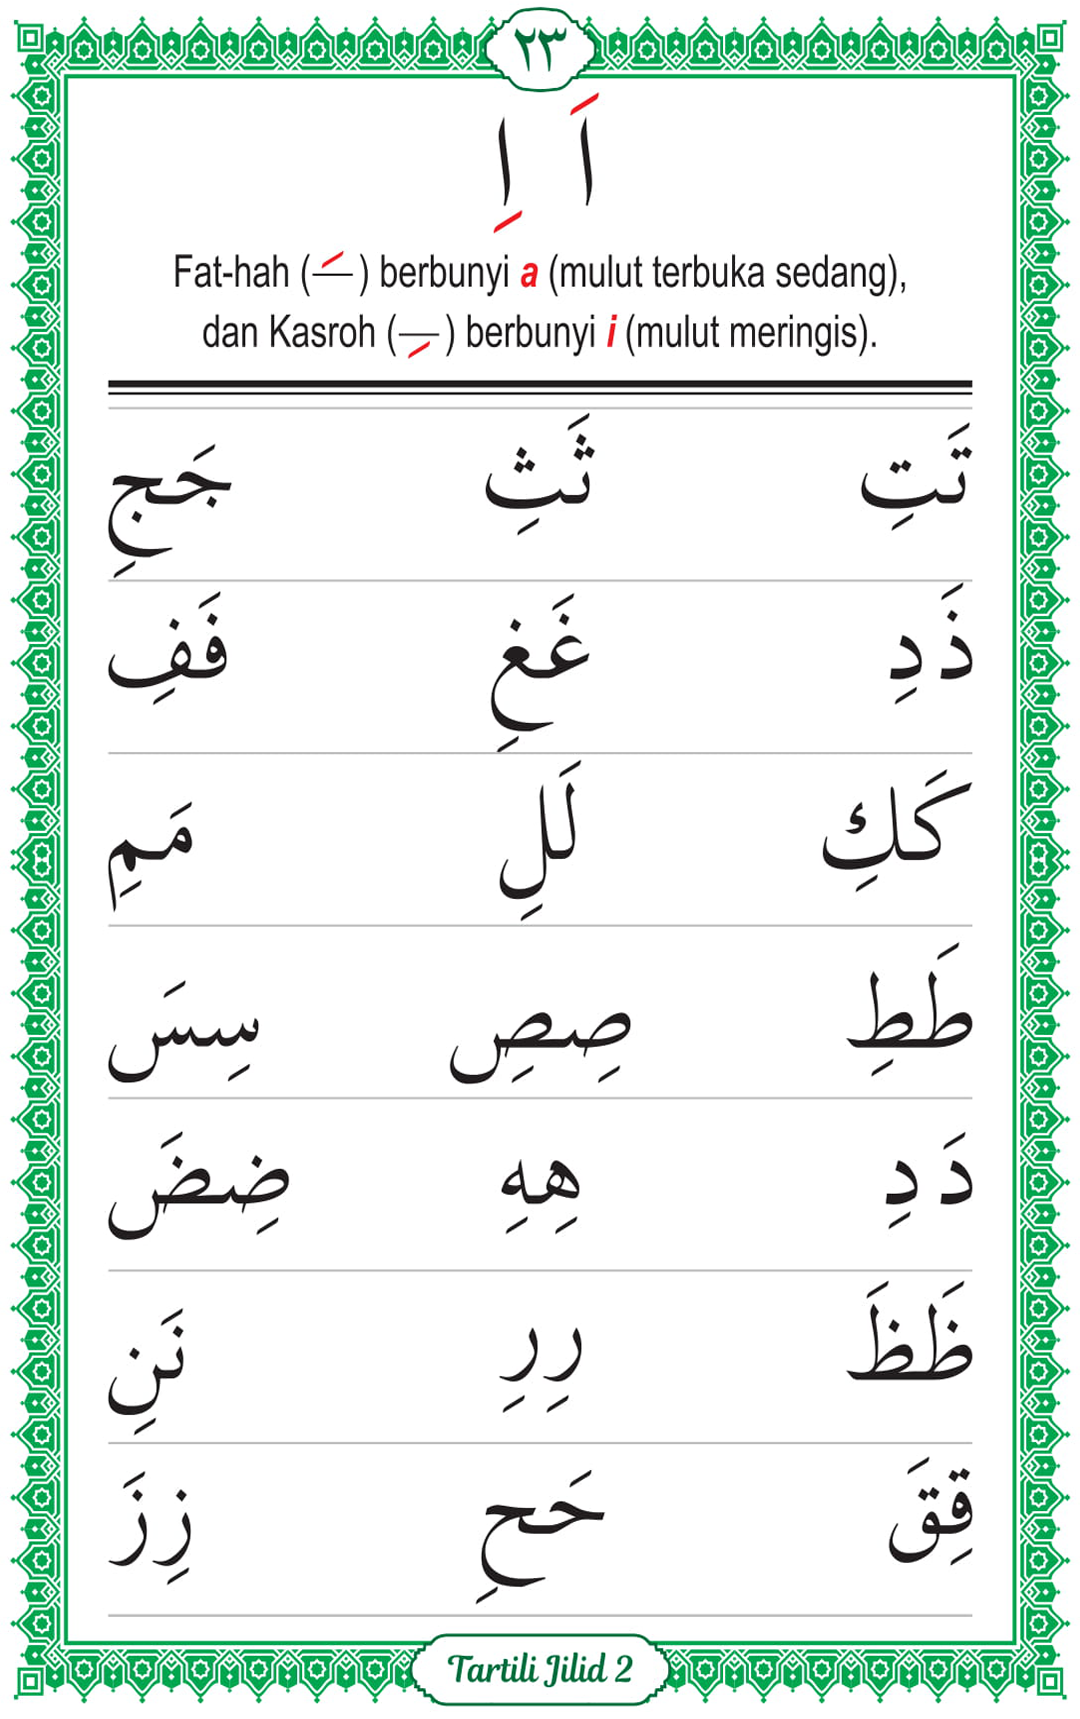 ٢٣
اَ اِ
Fat-hah (ـَ) berbunyi a (mulut terbuka sedang),
dan Kasroh (ـِ) berbunyi i (mulut meringis).
تَتِ ثَثِ جَجِ
ذَ دِ غَغِ فَفِ
كَكِ لَلِ مَمِ
طَطِ صِصِ سِسَ
دَ دِ هِهِ ضِضَ
ظَظَ رِرِ نَنِ
قِقَ حَحِ زِزَ
Tartili Jilid 2